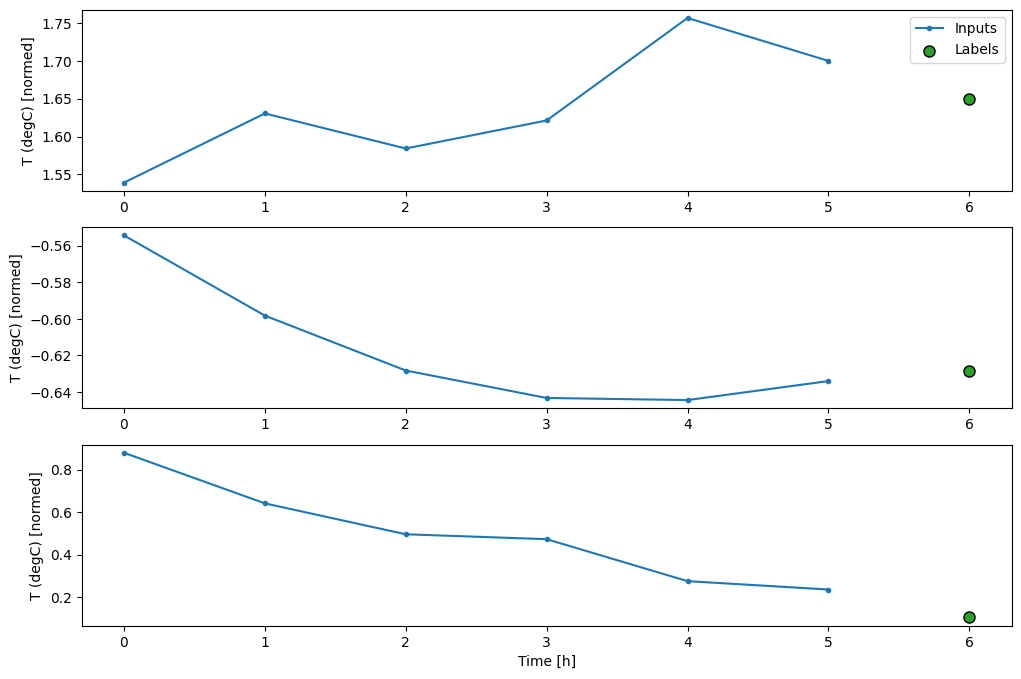 T (degC) [normed]
1.75
1.70
1.65
1.60
1.55
Inputs
Labels
0 1 2 3 4 5 6
T (degC) [normed]
−0.56
−0.58
−0.60
−0.62
−0.64
0 1 2 3 4 5 6
T (degC) [normed]
0.8
0.6
0.4
0.2
0 1 2 3 4 5 6
Time [h]